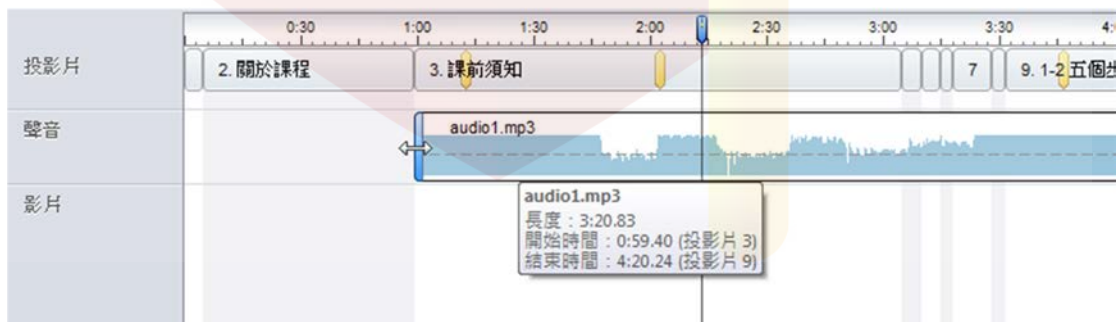 0:30 1:00 1:30 2:00 2:30 3:00 3:30 4:
投影片 2. 關於課程 3. 課前須知 7 9. 1-2 五個步
聲音 audio1.mp3
audio1.mp3
長度：3:20.83
開始時間：0:59.40 (投影片 3)
結束時間：4:20.24 (投影片 9)
影片